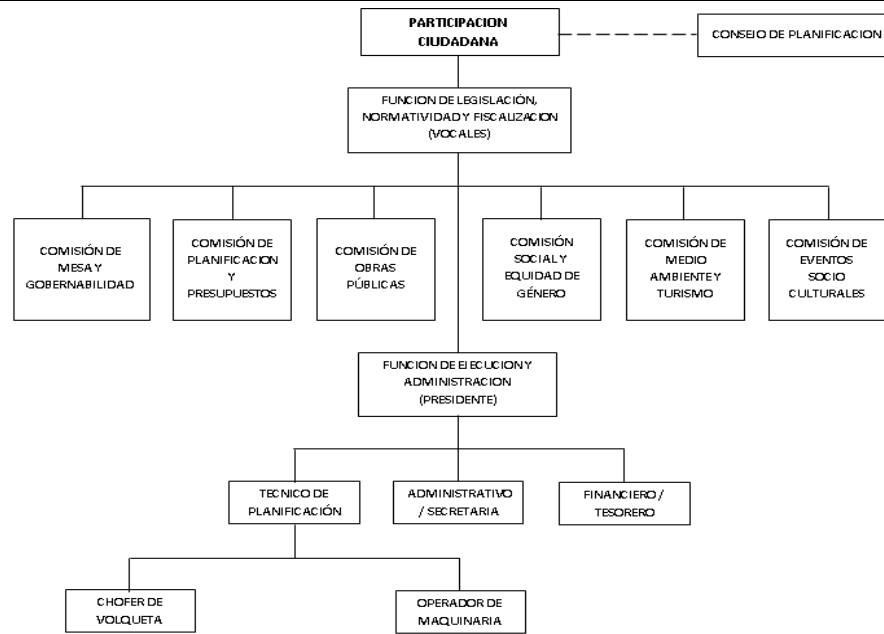 PARTICIPACION
CIUDADANA
CONSEJO DE PLANIFICACION
FUNCION DE LEGISLACIÓN,
NORMATIVIDAD Y FISCALIZACION
(VOCALES)
COMISIÓN DE
MESA Y
GOBERNABILIDAD
COMISIÓN DE
PLANIFICACION
Y
PRESUPUESTOS
COMISIÓN DE
OBRAS
PÚBLICAS
COMISIÓN
SOCIAL Y
EQUIDAD DE
GÉNERO
COMISIÓN DE
MEDIO
AMBIENTE Y
TURISMO
COMISIÓN DE
EVENTOS
SOCIO
CULTURALES
FUNCION DE EJECUCION Y
ADMINISTRACION
(PRESIDENTE)
TECNICO DE
PLANIFICACIÓN
ADMINISTRATIVO
/ SECRETARIA
FINANCIERO /
TESORERO
CHOFER DE
VOLQUETA
OPERADOR DE
MAQUINARIA